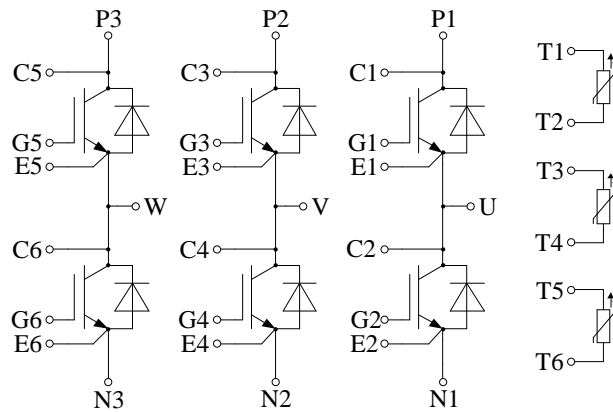 P3 P2 P1
C5 C3 C1 T1
G5 G3 G1 T2
E5 E3 E1
T3
W V U
C6 C4 C2 T4
T5
G6 G4 G2
E6 E4 E2
T6
N3 N2 N1